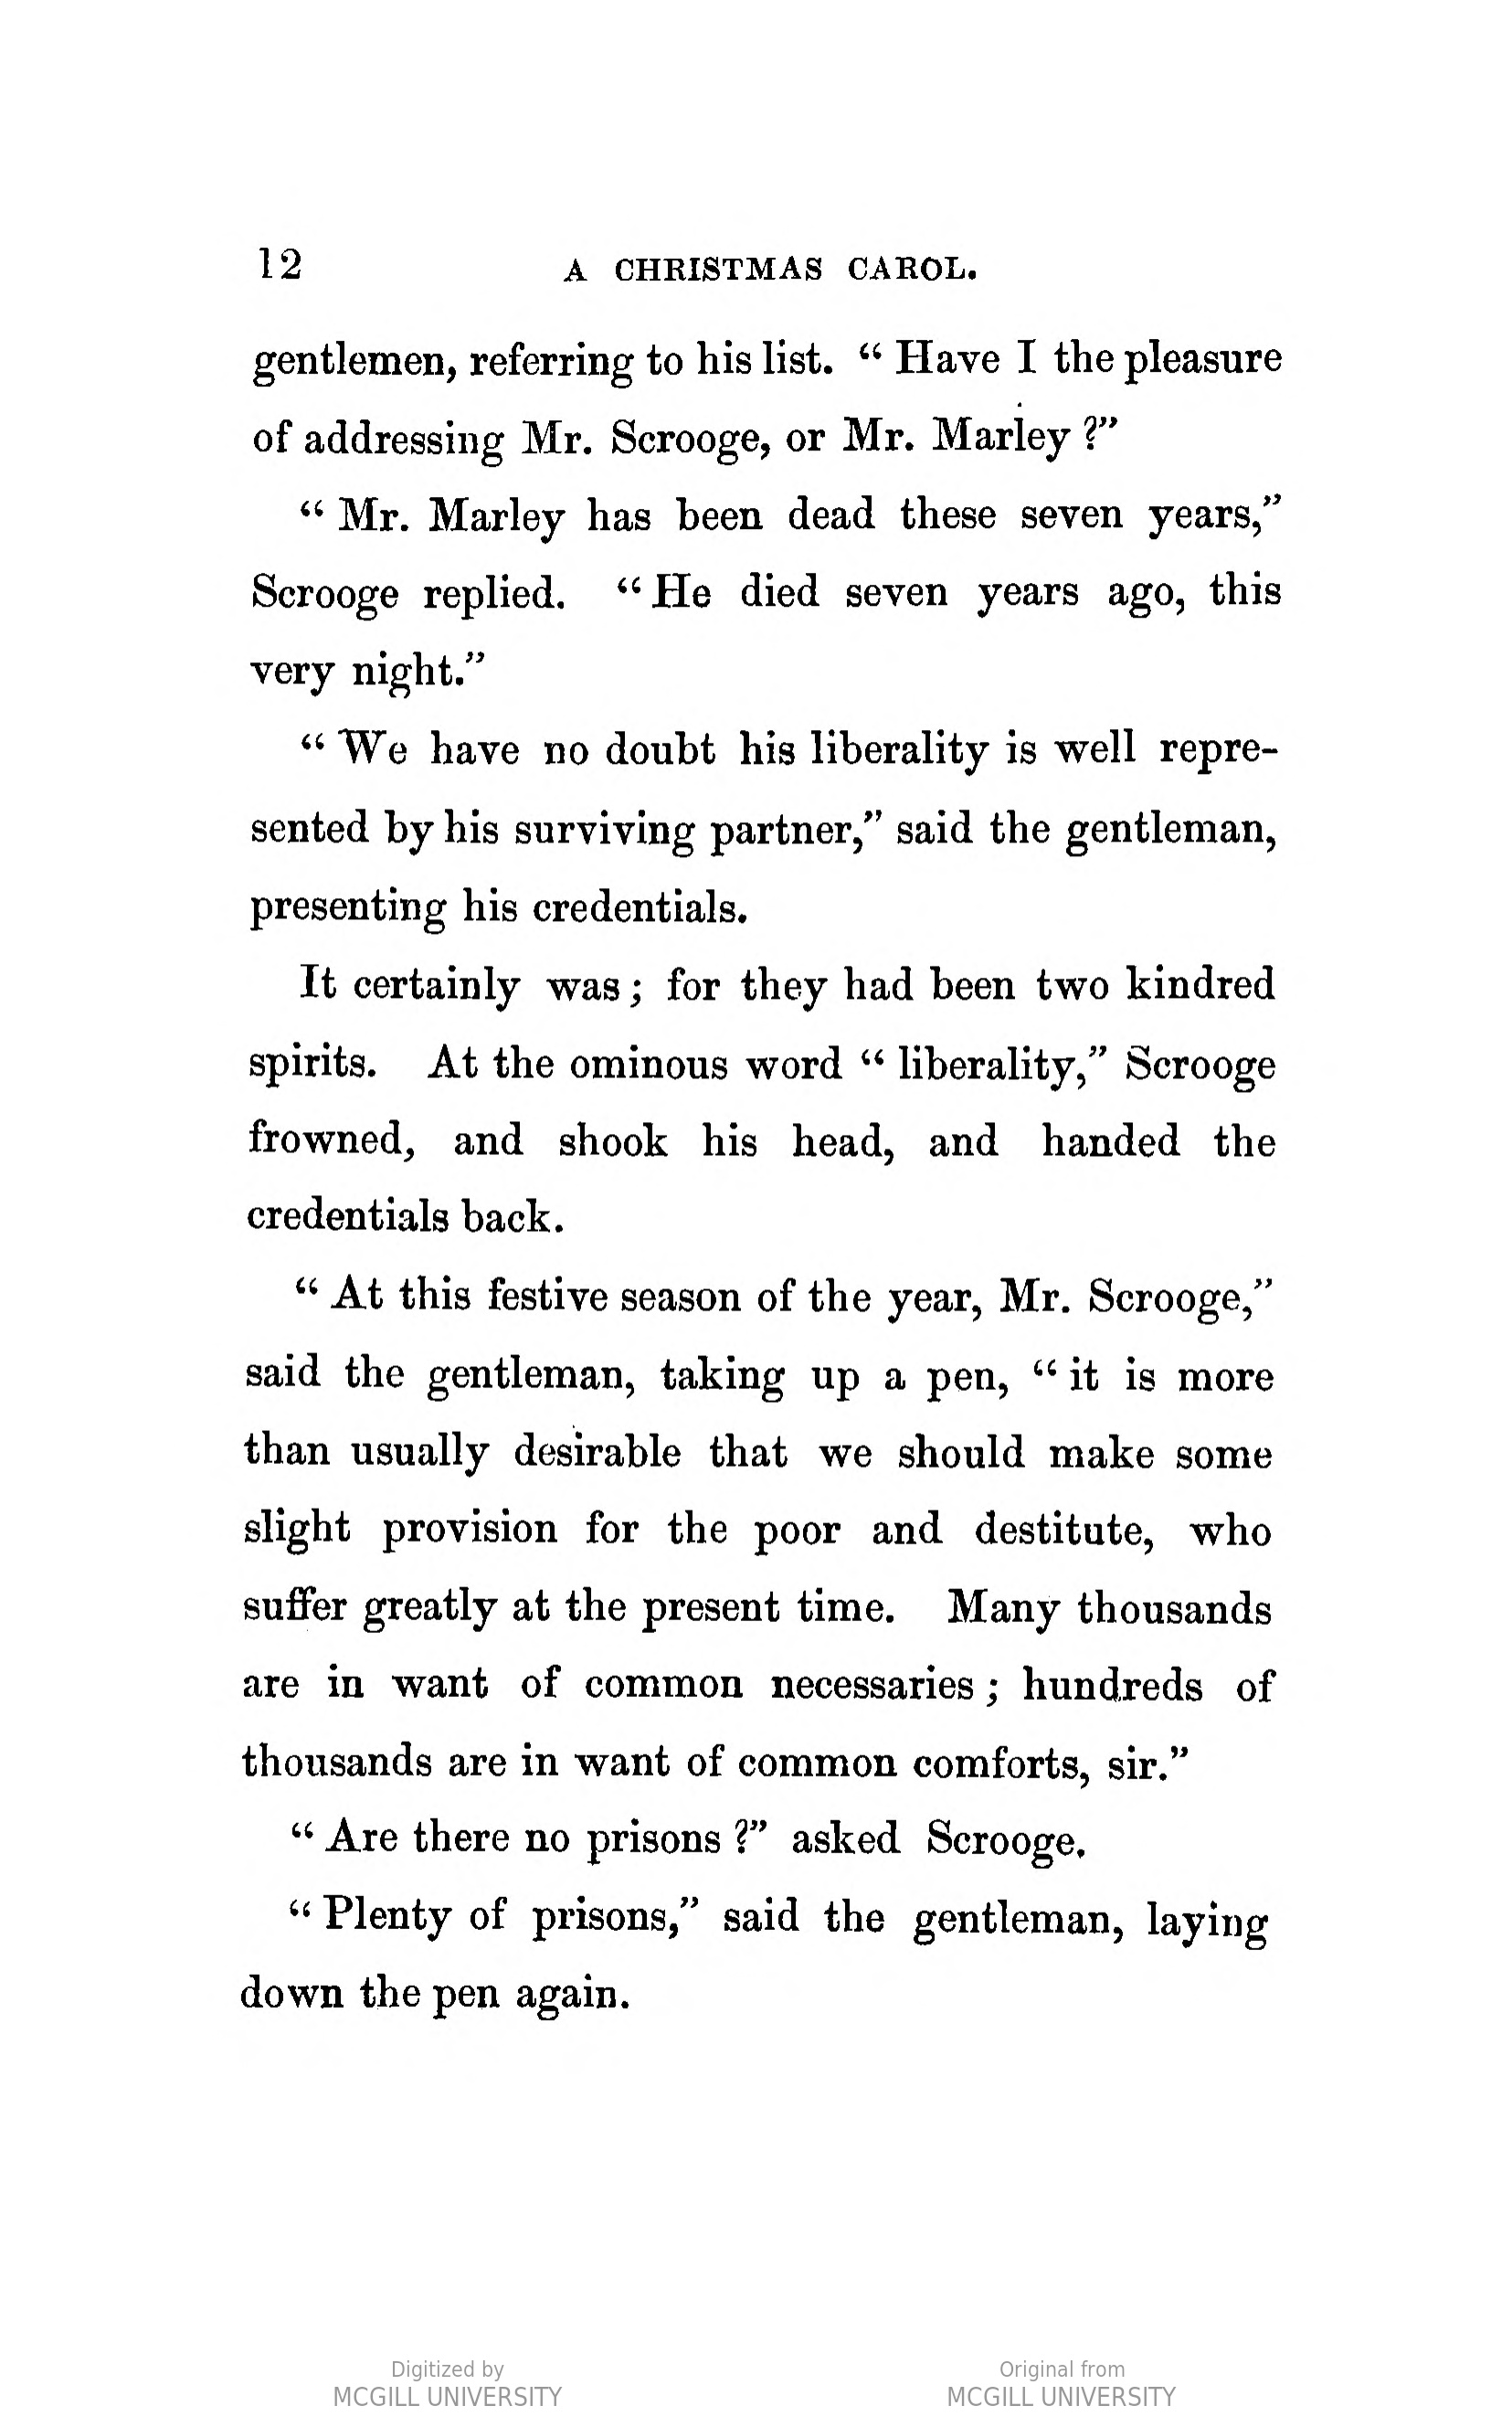 12 A CHRISTMAS CAROL.
gentlemen, referring to his list. “ Have I the pleasure
of addressing Mr. Scrooge, or Mr. Marley ?”
“ Mr. Marley has been dead these seven years,”
Scrooge replied. “ He died seven years ago, this
very night.”
“ We have no doubt his liberality is well repre-
sented by his surviving partner,” said the gentleman,
presenting his credentials.
It certainly was ; for they had been two kindred
spirits. At the ominous word “ liberality,” Scrooge
frowned, and shook his head, and handed the
credentials back.
“ At this festive season of the year, Mr. Scrooge,”
said the gentleman, taking up a pen, “ it is more
than usually desirable that we should make some
slight provision for the poor and destitute, who
suffer greatly at the present time. Many thousands
are in want of common necessaries ; hundreds of
thousands are in want of common comforts, sir.”
“ Are there no prisons ?” asked Scrooge.
“ Plenty of prisons,” said the gentleman, laying
down the pen again.
Digitized by
MCGILL UNIVERSITY
Original from
MCGILL UNIVERSITY